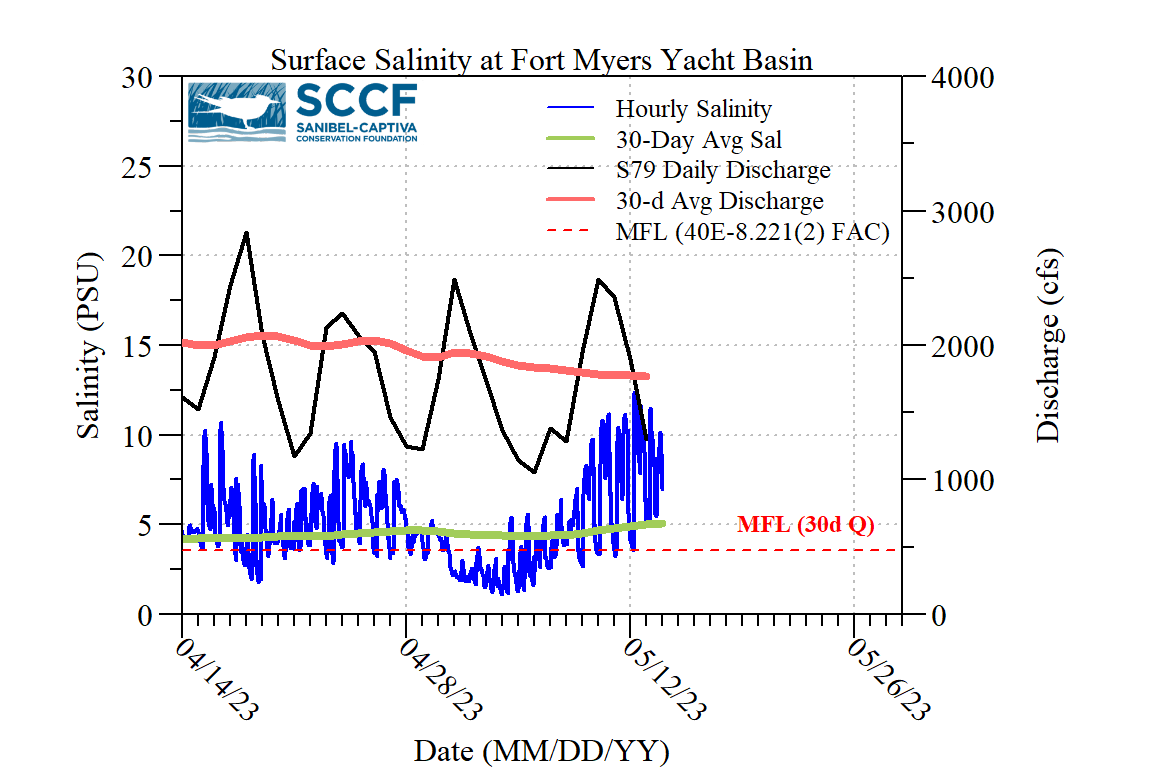 Surface Salinity at Fort Myers Yacht Basin
SCCF
SANIBEL-CAPTIVA
CONSERVATION FOUNDATION
Hourly Salinity
30-Day Avg Sal
S79 Daily Discharge
30-d Avg Discharge
MFL (40E-8.221(2) FAC)
30
25
20
15
10
5
0
Salinity (PSU)
4000
3000
2000
1000
0
Discharge (cfs)
MFL (30d Q)
04/14/23
04/28/23
05/12/23
05/26/23
Date (MM/DD/YY)